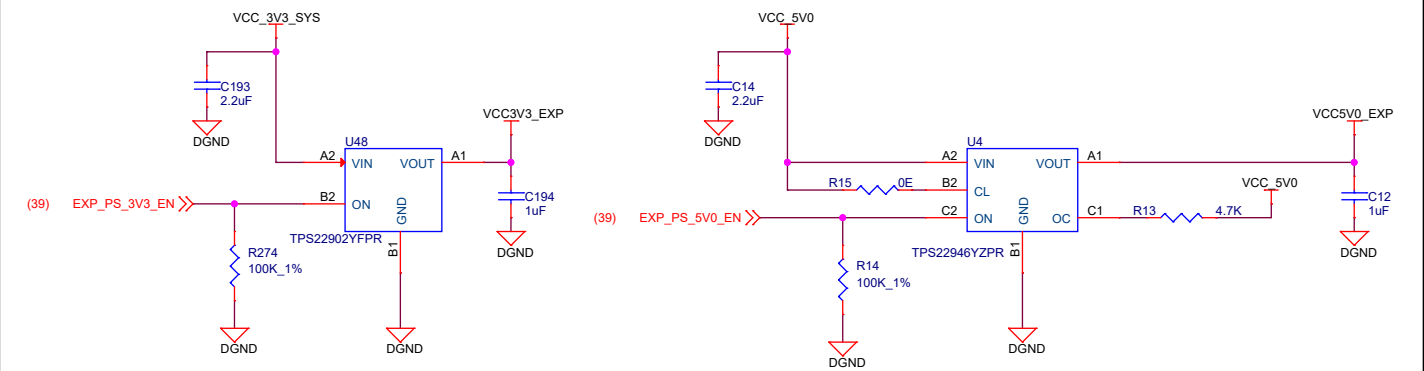 VCC_3V3_SYS
C193
2.2uF
DGND
VCC3V3_EXP
U48
A2
VIN
VOUT
A1
C194
1uF
DGND
(39)
EXP_PS_3V3_EN
B2
ON
GND
TPS22902YFPR
B1
R274
100K_1%
DGND
DGND
VCC_5V0
C14
2.2uF
DGND
VCC5V0_EXP
U4
A2
VIN
VOUT
A1
R15
0E
B2
CL
VCC_5V0
C12
1uF
DGND
(39)
EXP_PS_5V0_EN
C2
ON
GND
OC
C1
R13
4.7K
TPS22946YZPR
B1
R14
100K_1%
DGND
DGND